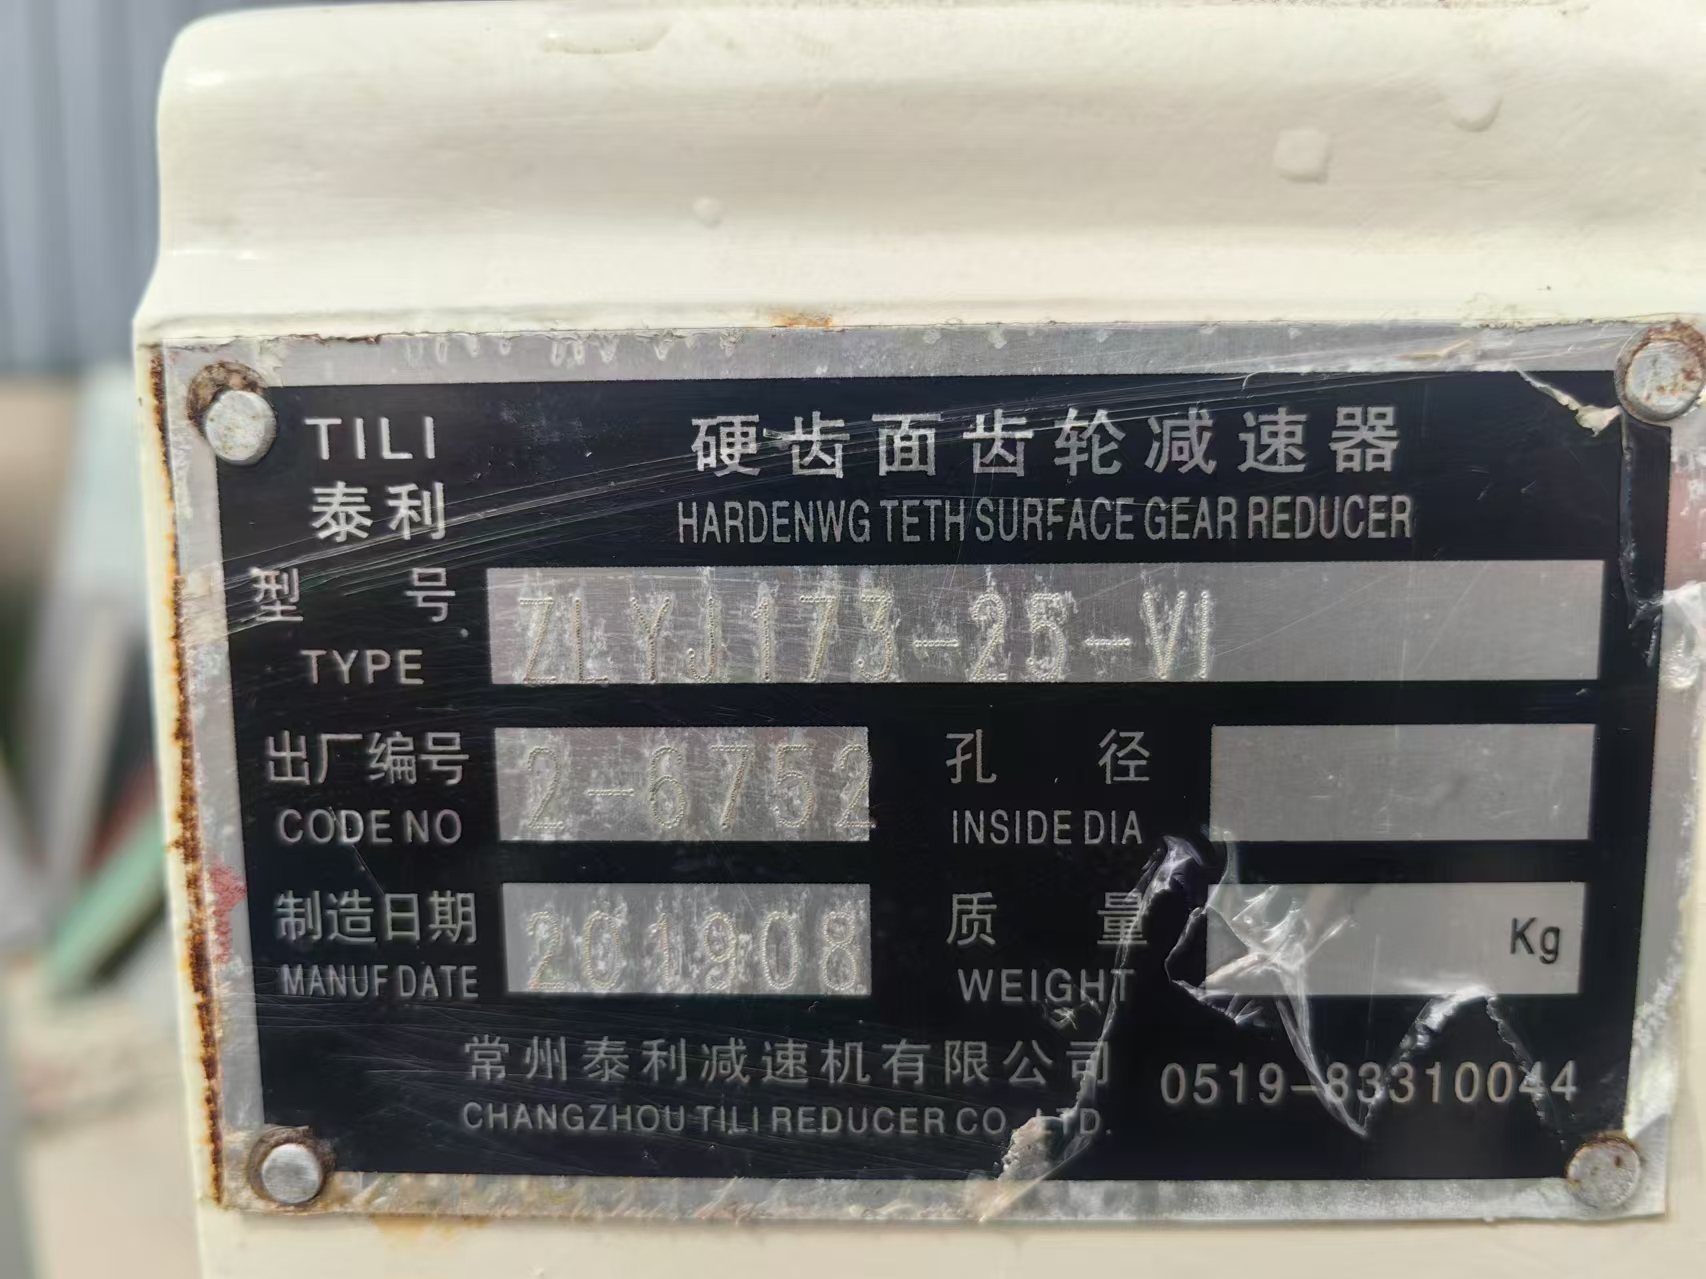 TILI
泰利
硬齿面齿轮减速器
HARDENWG TETH SURFACE GEAR REDUCER
型 号 ZLYJ173-25-VI
TYPE
出厂编号 2-6752 孔 径
CODE NO INSIDE DIA
制造日期 201908 质 量 Kg
MANUF DATE WEIGHT
常州泰利减速机有限公司 0519-83310044
CHANGZHOU TILI REDUCER CO. LTD.